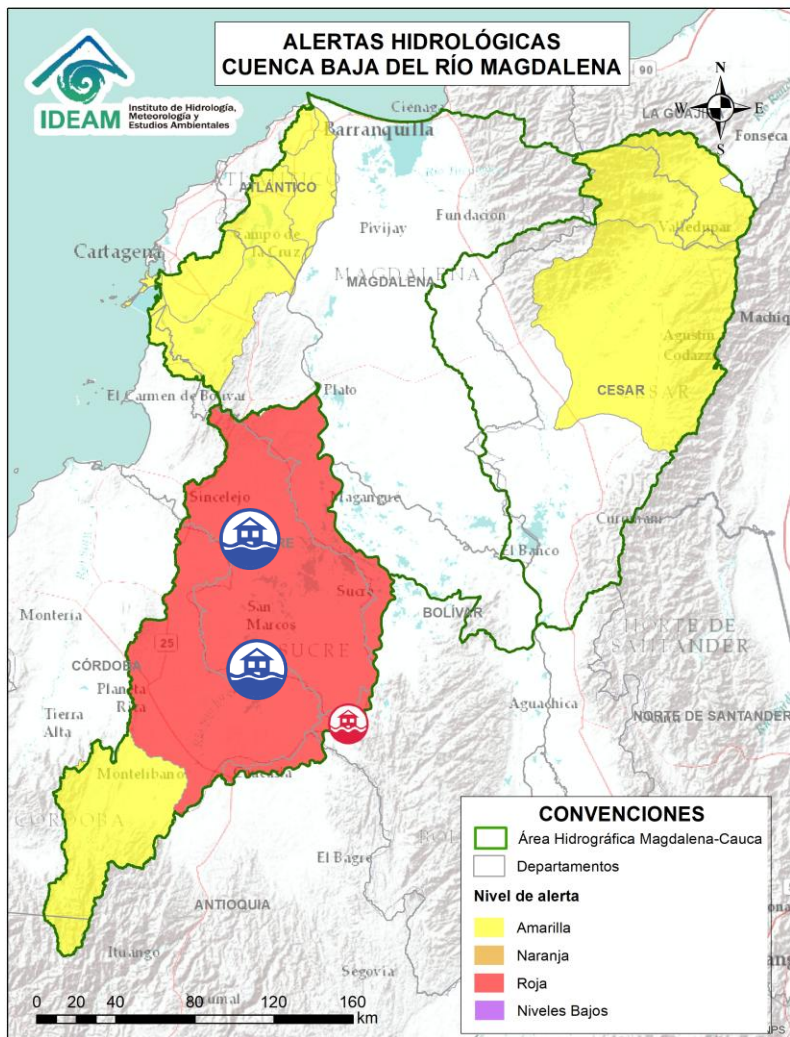 ALERTAS HIDROLÓGICAS
CUENCA BAJA DEL RÍO MAGDALENA
IDEAM
Instituto de Hidrología,
Meteorología y
Estudios Ambientales
N
W E
S
90
Ciénaga
LA GUAJIRA
Fonseca
Barranquilla
ATLÁNTICO
Fundación
Pivijay
Valledupar
Campo de
la Cruz
Cartagena
MAGDALENA
MAGDALENA
Machiq
Agustín
Codazzi
CESAR
El Carmen de Bolívar
Plato
Sincelejo
Magangue
Curumaní
El Banco
Sucre
San
Marcos
BOLÍVAR
SUCRE
Montería
NORTE DE
SANTANDER
25
CÓRDOBA
Planeta
Rica
Aguachica
Tierra
Alta
NORTE DE SANTANDER
Montelíbano
Caucasia
CÓRDOBA
El Bagre
ANTIOQUIA
Ituango
Segovia
CONVENCIONES
Área Hidrográfica Magdalena-Cauca
Departamentos
Nivel de alerta
Amarilla
Naranja
Roja
Niveles Bajos
0 20 40 80 120 160
km